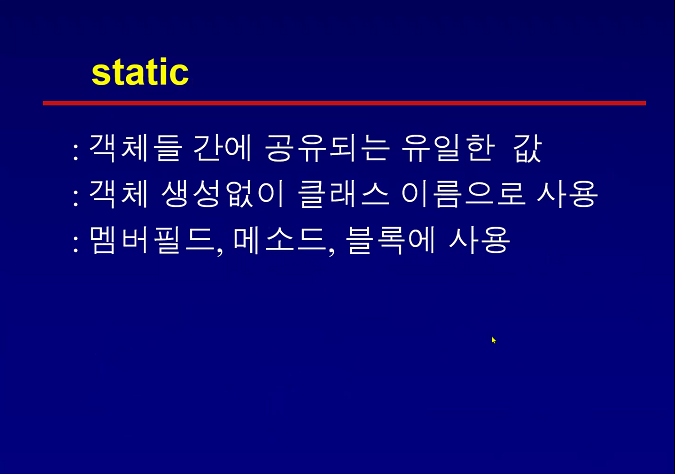 static
: 객체들 간에 공유되는 유일한 값
: 객체 생성없이 클래스 이름으로 사용
: 멤버필드, 메소드, 블록에 사용